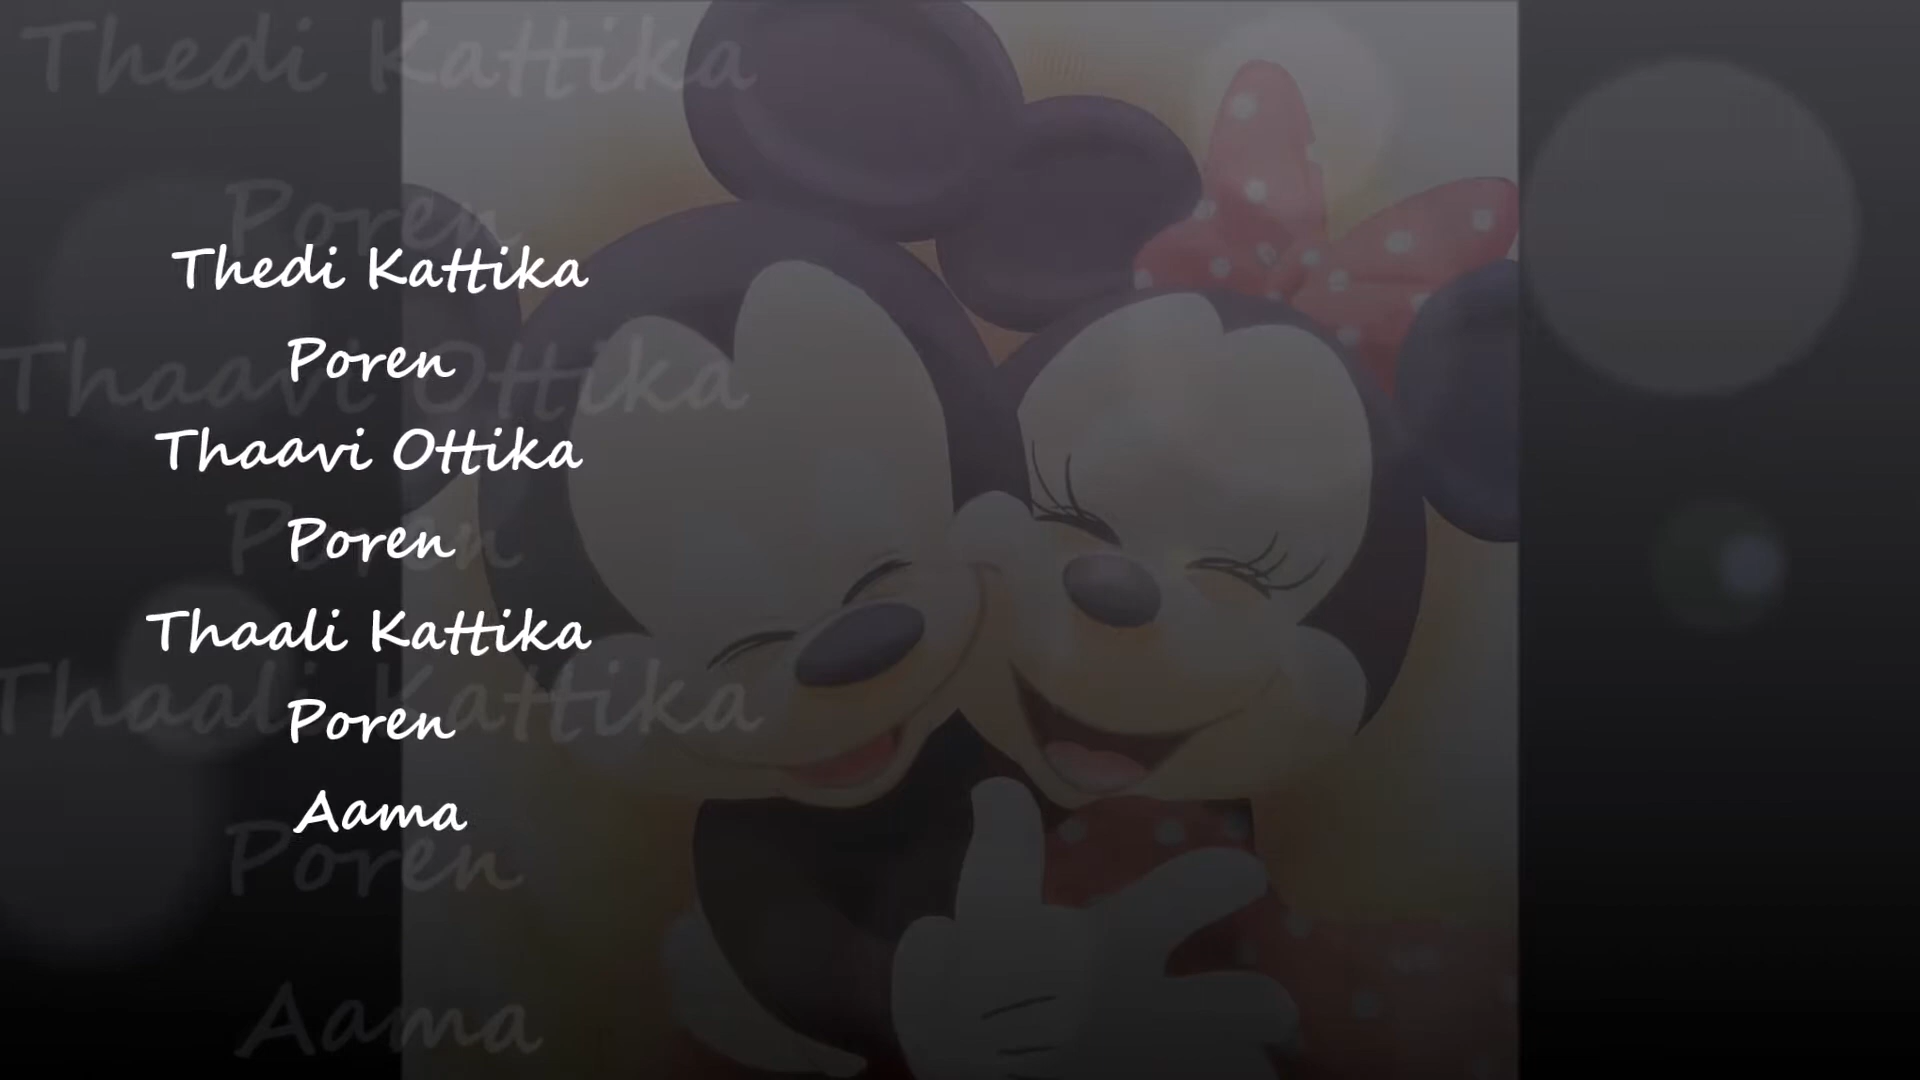 Thedi Kattika
Poren
Thaavi Ottika
Poren
Thaali Kattika
Poren
Aama